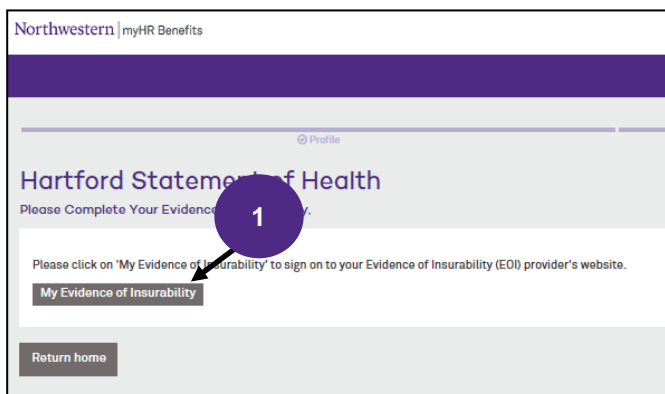 Northwestern | myHR Benefits
Profile
Hartford Statement of Health
Please Complete Your Evidence y.
1
Please click on 'My Evidence of Insurability' to sign on to your Evidence of Insurability (EOI) provider's website.
My Evidence of Insurability
Return home